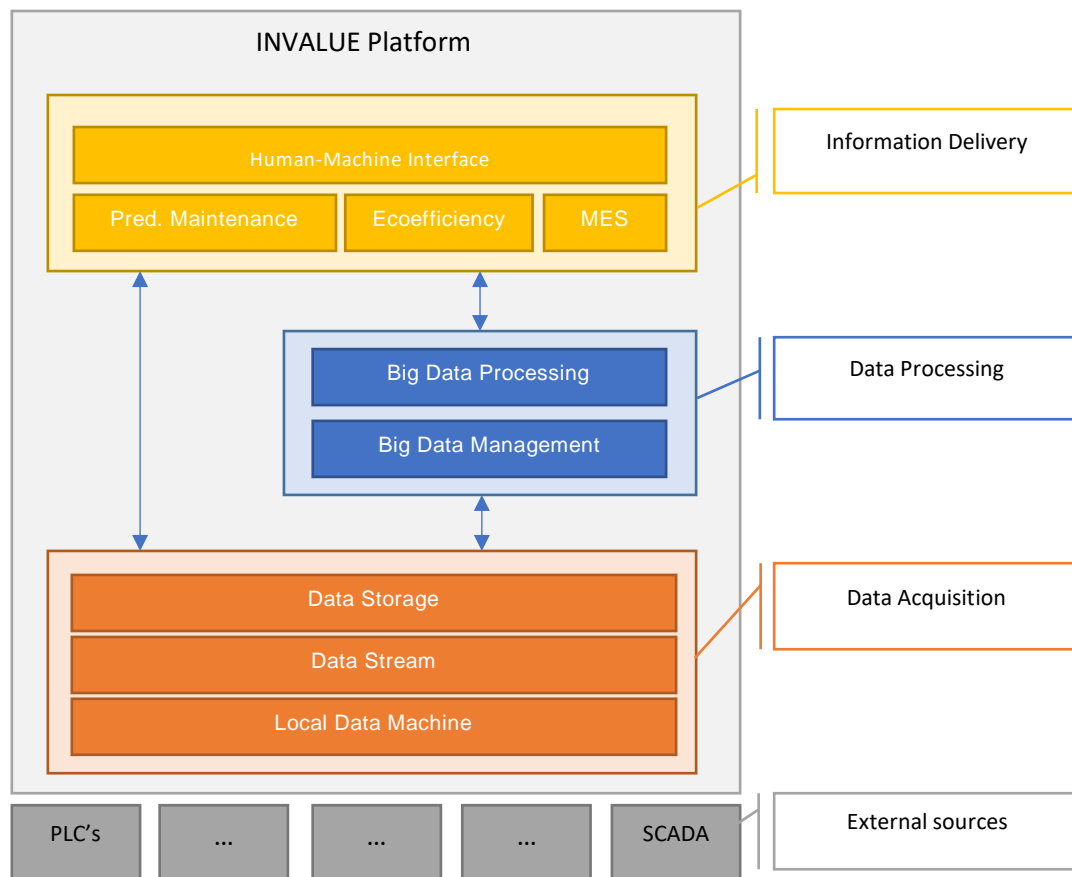 INVALUE Platform
Human-Machine Interface
Information Delivery
Pred. Maintenance
Ecoefficiency
MES
Big Data Processing
Data Processing
Big Data Management
Data Storage
Data Acquisition
Data Stream
Local Data Machine
PLC’s
...
...
...
SCADA
External sources